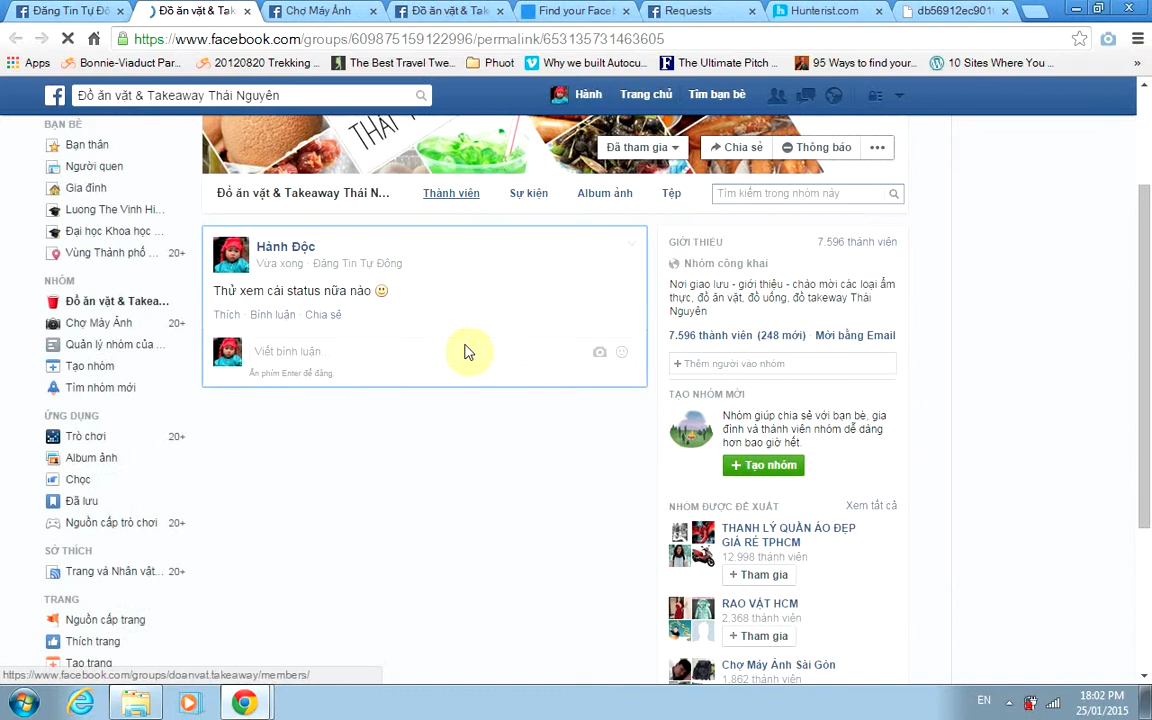 Đăng Tin Tự Đồ
Đồ ăn vặt & Tak
Chợ Máy Ảnh
Đồ ăn vặt & Tak
Find your Face
Requests
Hunterist.com
db56912ec901
https://www.facebook.com/groups/609875159122996/permalink/653135731463605
Apps
Bonnie-Viaduct Par...
20120820 Trekking ...
The Best Travel Twe...
Phuot
Why we built Autocu...
The Ultimate Pitch ...
95 Ways to find your...
10 Sites Where You ...
»
Đồ ăn vặt & Takeaway Thái Nguyên
Hành
Trang chủ
Tìm bạn bè
THAI
Đã tham gia
Chia sẻ
Thông báo
Đồ ăn vặt & Takeaway Thái N...
Thành viên
Sự kiện
Album ảnh
Tệp
Tìm kiếm trong nhóm này
BẠN BÈ
Bạn thân
Người quen
Gia đình
Luong The Vinh Hi...
Đại học Khoa học ...
Vùng Thành phố ... 20+
NHÓM
Đồ ăn vặt & Takea...
Chợ Máy Ảnh 20+
Quản lý nhóm của ...
Tạo nhóm
Tìm nhóm mới
ỨNG DỤNG
Trò chơi 20+
Album ảnh
Chọc
Đã lưu
Nguồn cấp trò chơi 20+
SỞ THÍCH
Trang và Nhân vật... 20+
TRANG
Nguồn cấp trang
Thích trang
Tạo trang
Hành Độc
Vừa xong · Đăng Tin Tự Động
Thử xem cái status nữa nào
Thích · Bình luận · Chia sẻ
Viết bình luận...
Ấn phím Enter để đăng.
GIỚI THIỆU
7.596 thành viên
Nhóm công khai
Nơi giao lưu - giới thiệu - chào mời các loại ẩm
thực, đồ ăn vặt, đồ uống, đồ takeway Thái
Nguyên
7.596 thành viên (248 mới) · Mời bằng Email
+ Thêm người vào nhóm
TẠO NHÓM MỚI
Nhóm giúp chia sẻ với bạn bè, gia
đình và thành viên nhóm dễ dàng
hơn bao giờ hết.
+ Tạo nhóm
NHÓM ĐƯỢC ĐỀ XUẤT
Xem tất cả
THANH LÝ QUẦN ÁO ĐẸP
GIÁ RẺ TPHCM
12.998 thành viên
+ Tham gia
RAO VẶT HCM
2.368 thành viên
+ Tham gia
Chợ Máy Ảnh Sài Gòn
1.862 thành viên
https://www.facebook.com/groups/doanvat.takeaway/members/
EN
18:02 PM
25/01/2015